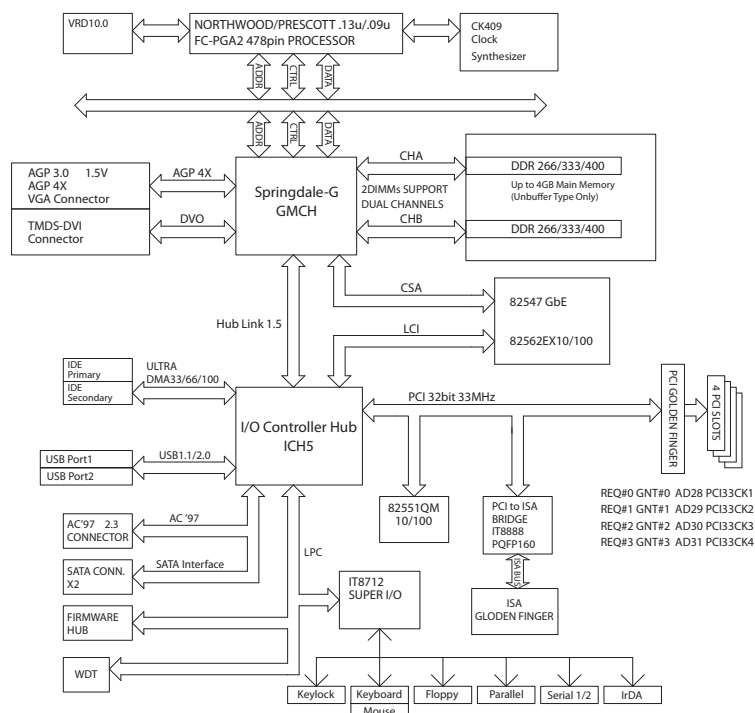 VRD10.0
NORTHWOOD/PRESCOTT .13u/.09u
FC-PGA2 478pin PROCESSOR
CK409
Clock
Synthesizer
ADDR
CTRL
DATA
ADDR
CTRL
DATA
AGP 3.0 1.5V
AGP 4X
VGA Connector
TMDS-DVI
Connector
AGP 4X
DVO
Springdale-G
GMCH
CHA
2DIMMs SUPPORT
DUAL CHANNELS
CHB
DDR 266/333/400
Up to 4GB Main Memory
(Unbuffer Type Only)
DDR 266/333/400
CSA
82547 GbE
Hub Link 1.5
LCI
82562EX10/100
IDE
Primary
IDE
Secondary
ULTRA
DMA33/66/100
I/O Controller Hub
ICH5
PCI 32bit 33MHz
PCI GOLDEN FINGER
4 PCI SLOTS
USB Port1
USB Port2
USB1.1/2.0
82551QM
10/100
PCI to ISA
BRIDGE
IT8888
PQFP160
REQ#0 GNT#0 AD28 PCI33CK1
REQ#1 GNT#1 AD29 PCI33CK2
REQ#2 GNT#2 AD30 PCI33CK3
REQ#3 GNT#3 AD31 PCI33CK4
AC'97 2.3
CONNECTOR
AC '97
SATA CONN.
X2
SATA Interface
LPC
ISA BUS
IT8712
SUPER I/O
ISA
GLODEN FINGER
FIRMWARE
HUB
WDT
Keylock
Keyboard
Mouse
Floppy
Parallel
Serial 1/2
IrDA